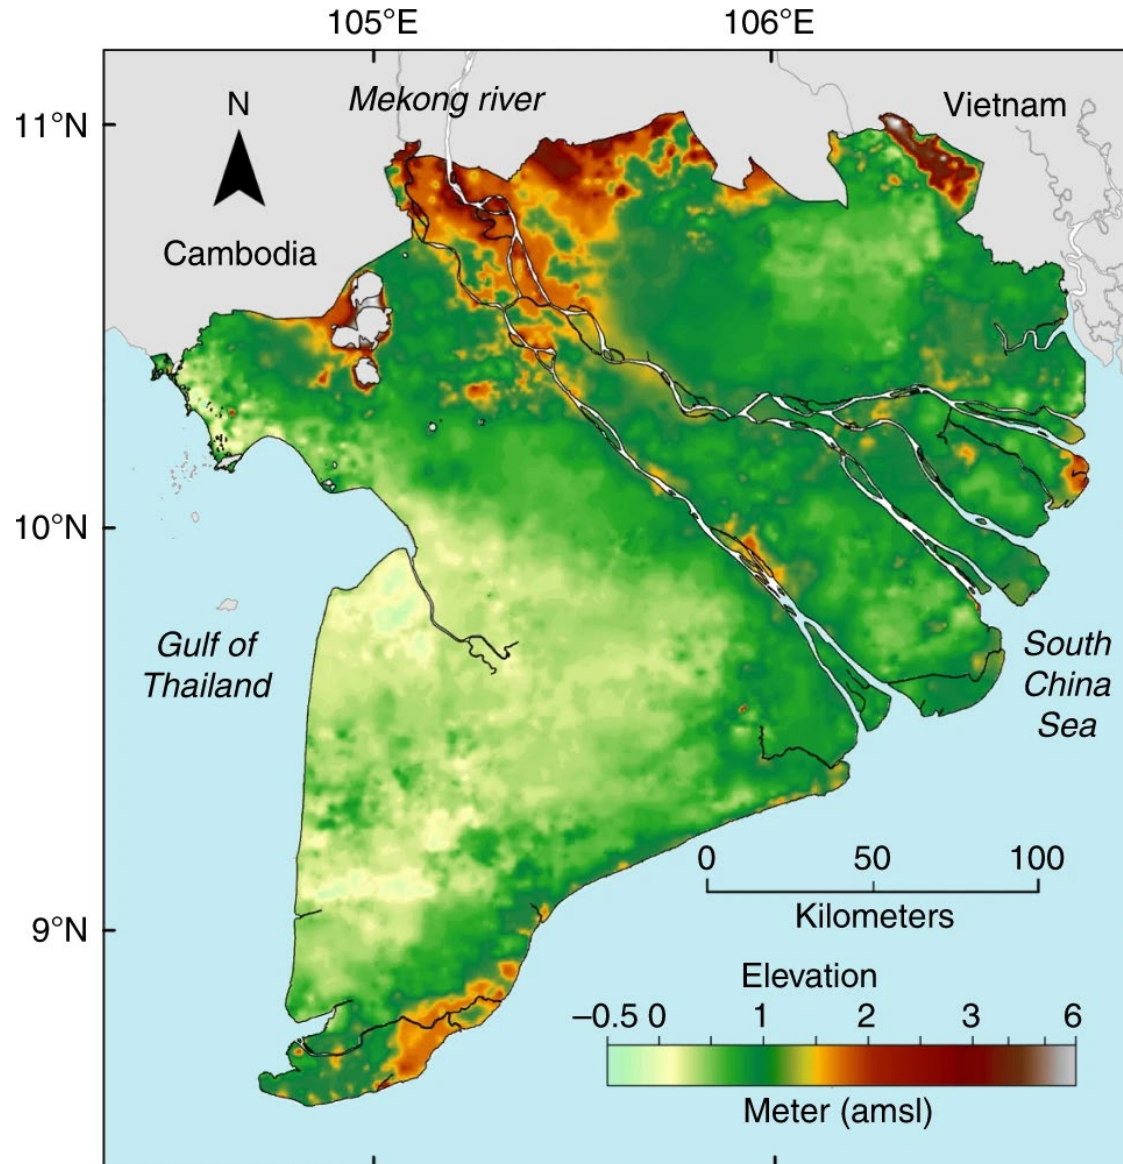 105°E 106°E
Mekong river
N
Vietnam
11°N
Cambodia
10°N
Gulf of
Thailand
South
China
Sea
0 50 100
Kilometers
9°N
Elevation
–0.5 0 1 2 3 6
Meter (amsl)